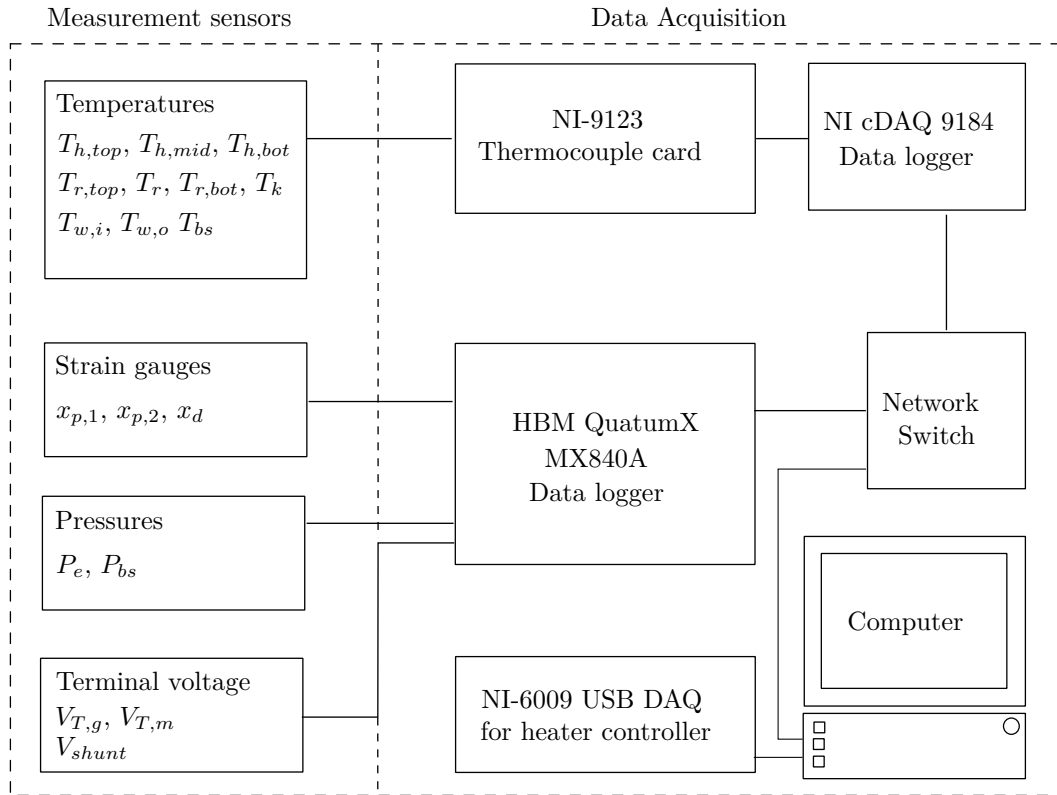 Measurement sensors
Data Acquisition
Temperatures
T_{h,top}, T_{h,mid}, T_{h,bot}
T_{r,top}, T_r, T_{r,bot}, T_k
T_{w,i}, T_{w,o} T_{bs}
NI-9123
Thermocouple card
NI cDAQ 9184
Data logger
Strain gauges
x_{p,1}, x_{p,2}, x_d
HBM QuatumX
MX840A
Data logger
Network
Switch
Pressures
P_e, P_{bs}
Computer
Terminal voltage
V_{T,g}, V_{T,m}
V_{shunt}
NI-6009 USB DAQ
for heater controller